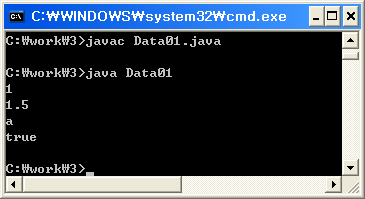 C:₩WINDOWS₩system32₩cmd.exe
C:₩work₩3>javac Data01.java
C:₩work₩3>java Data01
1
1.5
a
true
C:₩work₩3>